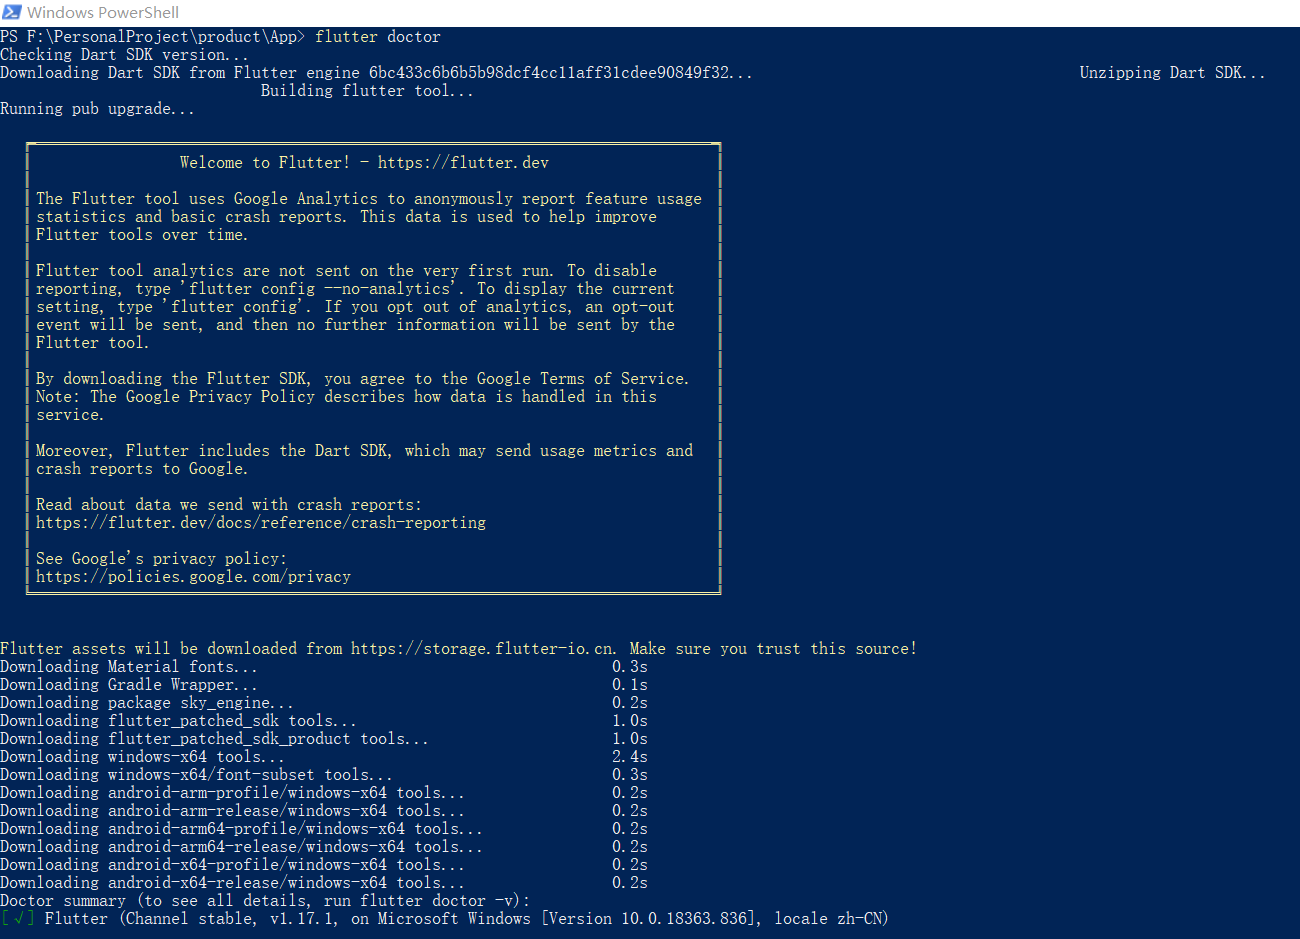 Windows PowerShell
PS F:\PersonalProject\product\App> flutter doctor
Checking Dart SDK version...
Downloading Dart SDK from Flutter engine 6bc433c6b6b5b98dcf4cc11aff31cdee90849f32... Unzipping Dart SDK...
Building flutter tool...
Running pub upgrade...
Welcome to Flutter! - https://flutter.dev
The Flutter tool uses Google Analytics to anonymously report feature usage
statistics and basic crash reports. This data is used to help improve
Flutter tools over time.
Flutter tool analytics are not sent on the very first run. To disable
reporting, type 'flutter config --no-analytics'. To display the current
setting, type 'flutter config'. If you opt out of analytics, an opt-out
event will be sent, and then no further information will be sent by the
Flutter tool.
By downloading the Flutter SDK, you agree to the Google Terms of Service.
Note: The Google Privacy Policy describes how data is handled in this
service.
Moreover, Flutter includes the Dart SDK, which may send usage metrics and
crash reports to Google.
Read about data we send with crash reports:
https://flutter.dev/docs/reference/crash-reporting
See Google's privacy policy:
https://policies.google.com/privacy
Flutter assets will be downloaded from https://storage.flutter-io.cn. Make sure you trust this source!
Downloading Material fonts... 0.3s
Downloading Gradle Wrapper... 0.1s
Downloading package sky_engine... 0.2s
Downloading flutter_patched_sdk tools... 1.0s
Downloading flutter_patched_sdk_product tools... 1.0s
Downloading windows-x64 tools... 2.4s
Downloading windows-x64/font-subset tools... 0.3s
Downloading android-arm-profile/windows-x64 tools... 0.2s
Downloading android-arm-release/windows-x64 tools... 0.2s
Downloading android-arm64-profile/windows-x64 tools... 0.2s
Downloading android-arm64-release/windows-x64 tools... 0.2s
Downloading android-x64-profile/windows-x64 tools... 0.2s
Downloading android-x64-release/windows-x64 tools... 0.2s
Doctor summary (to see all details, run flutter doctor -v):
[√] Flutter (Channel stable, v1.17.1, on Microsoft Windows [Version 10.0.18363.836], locale zh-CN)